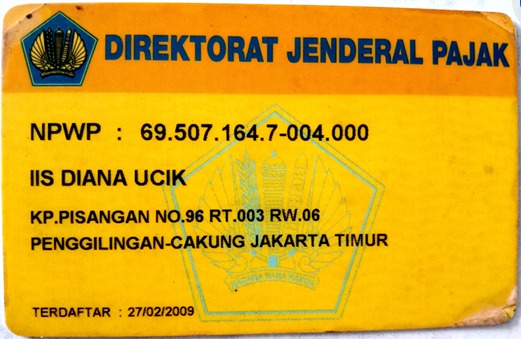 DIREKTORAT JENDERAL PAJAK
NPWP : 69.507.164.7-004.000
IIS DIANA UCIK
KP.PISANGAN NO.96 RT.003 RW.06
PENGGILINGAN-CAKUNG JAKARTA TIMUR
TERDAFTAR : 27/02/2009